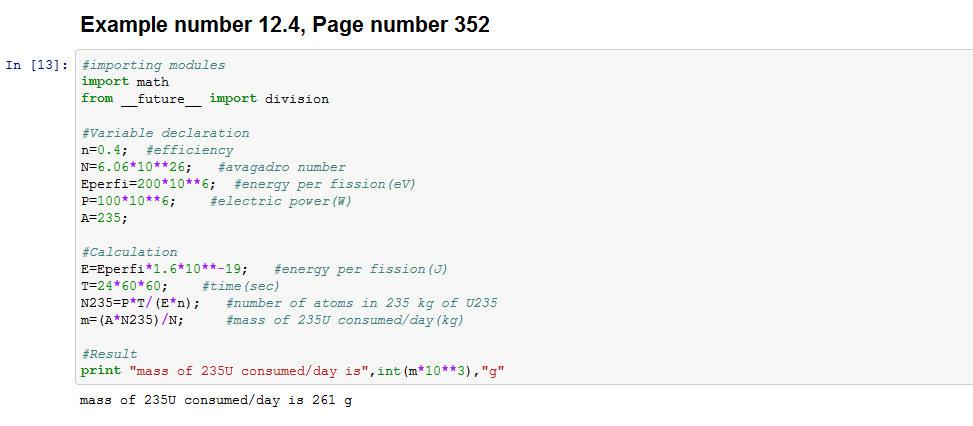 Example number 12.4, Page number 352
In [13]: #importing modules
import math
from __future__ import division
#Variable declaration
n=0.4;  #efficiency
N=6.06*10**26;   #avagadro number
Eperfi=200*10**6;  #energy per fission(eV)
P=100*10**6;    #electric power(W)
A=235;
#Calculation
E=Eperfi*1.6*10**-19;   #energy per fission(J)
T=24*60*60;    #time(sec)
N235=P*T/(E*n);   #number of atoms in 235 kg of U235
m=(A*N235)/N;     #mass of 235U consumed/day(kg)
#Result
print "mass of 235U consumed/day is",int(m*10**3),"g"
mass of 235U consumed/day is 261 g